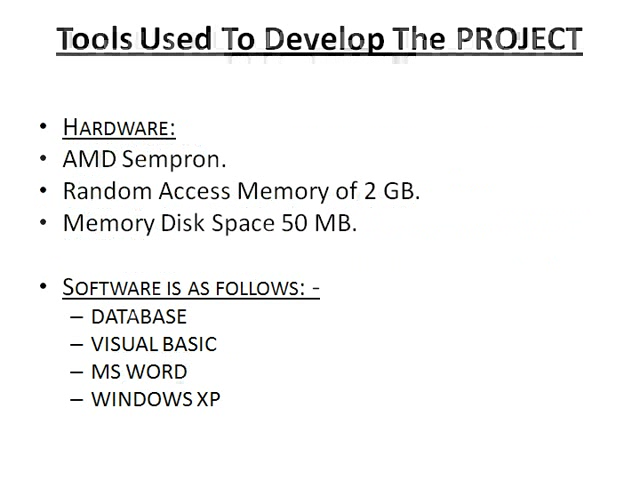 Tools Used To Develop The PROJECT
• HARDWARE:
• AMD Sempron.
• Random Access Memory of 2 GB.
• Memory Disk Space 50 MB.
• SOFTWARE IS AS FOLLOWS: -
– DATABASE
– VISUAL BASIC
– MS WORD
– WINDOWS XP